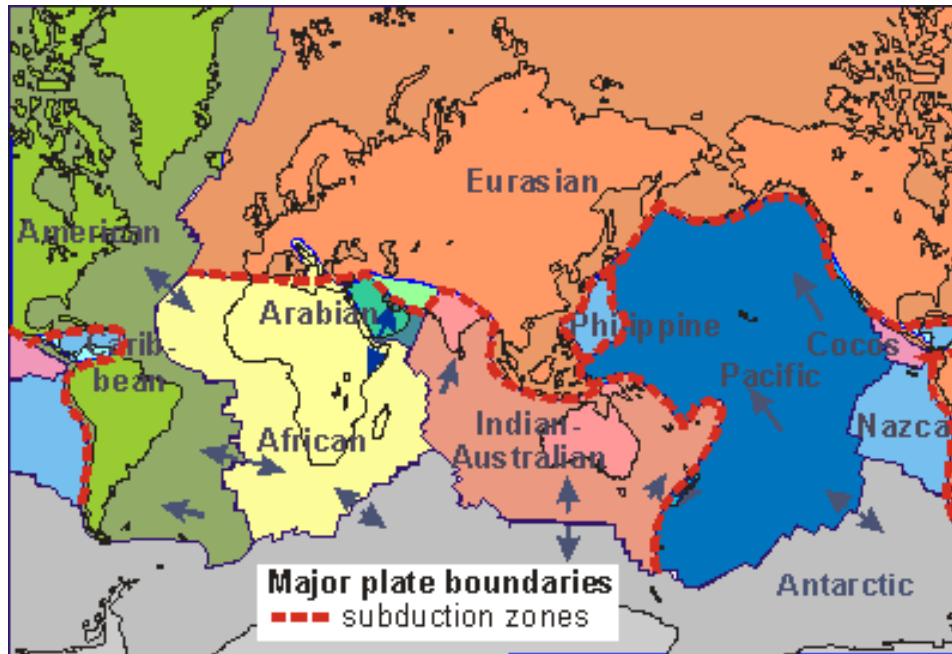 Eurasian
American
Arabian
Philippine
Carib-
bean
Cocos
Pacific
African
Indian-
Australian
Nazca
Major plate boundaries
subduction zones
Antarctic